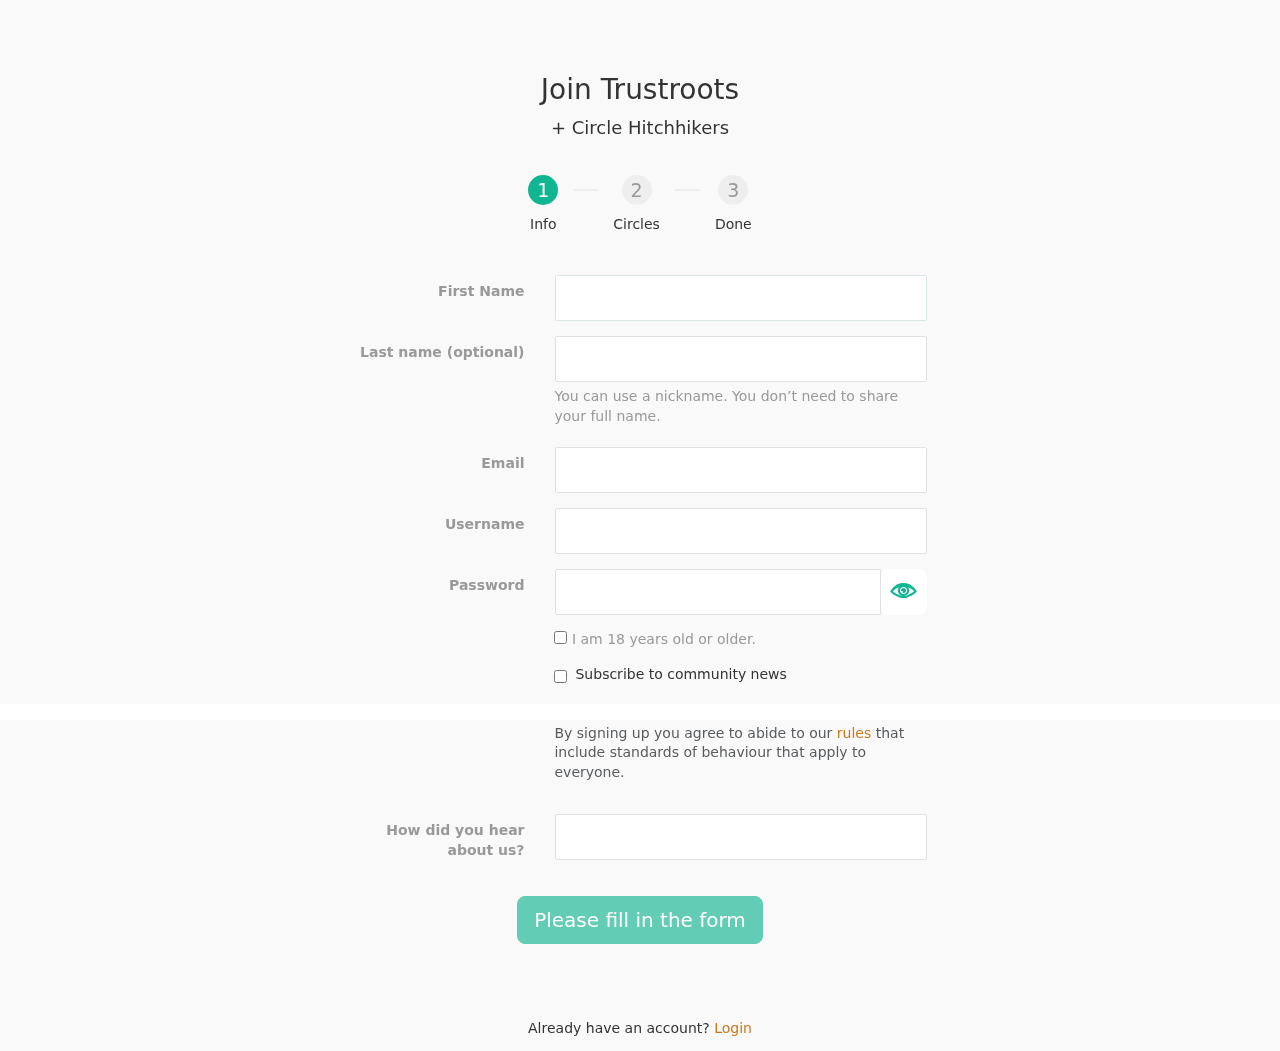 Join Trustroots
+ Circle Hitchhikers
1 2 3
Info Circles Done
First Name
Last name (optional)
You can use a nickname. You don’t need to share
your full name.
Email
Username
Password
I am 18 years old or older.
Subscribe to community news
By signing up you agree to abide to our rules that
include standards of behaviour that apply to
everyone.
How did you hear
about us?
Please fill in the form
Already have an account? Login